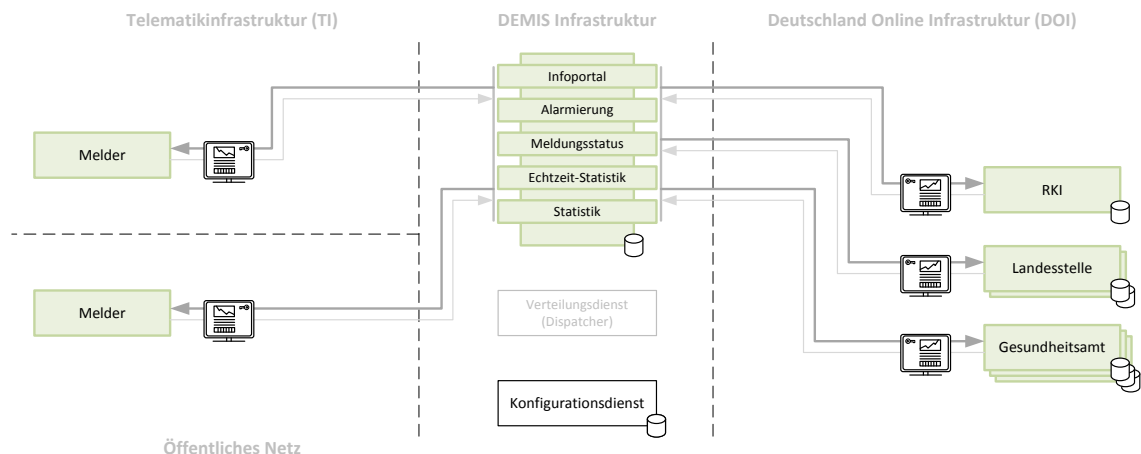 Telematikinfrastruktur (TI)
DEMIS Infrastruktur
Deutschland Online Infrastruktur (DOI)
Infoportal
Alarmierung
Meldungsstatus
Echtzeit-Statistik
Statistik
Melder
Melder
RKI
Landesstelle
Gesundheitsamt
Verteilungsdienst
(Dispatcher)
Konfigurationsdienst
Öffentliches Netz